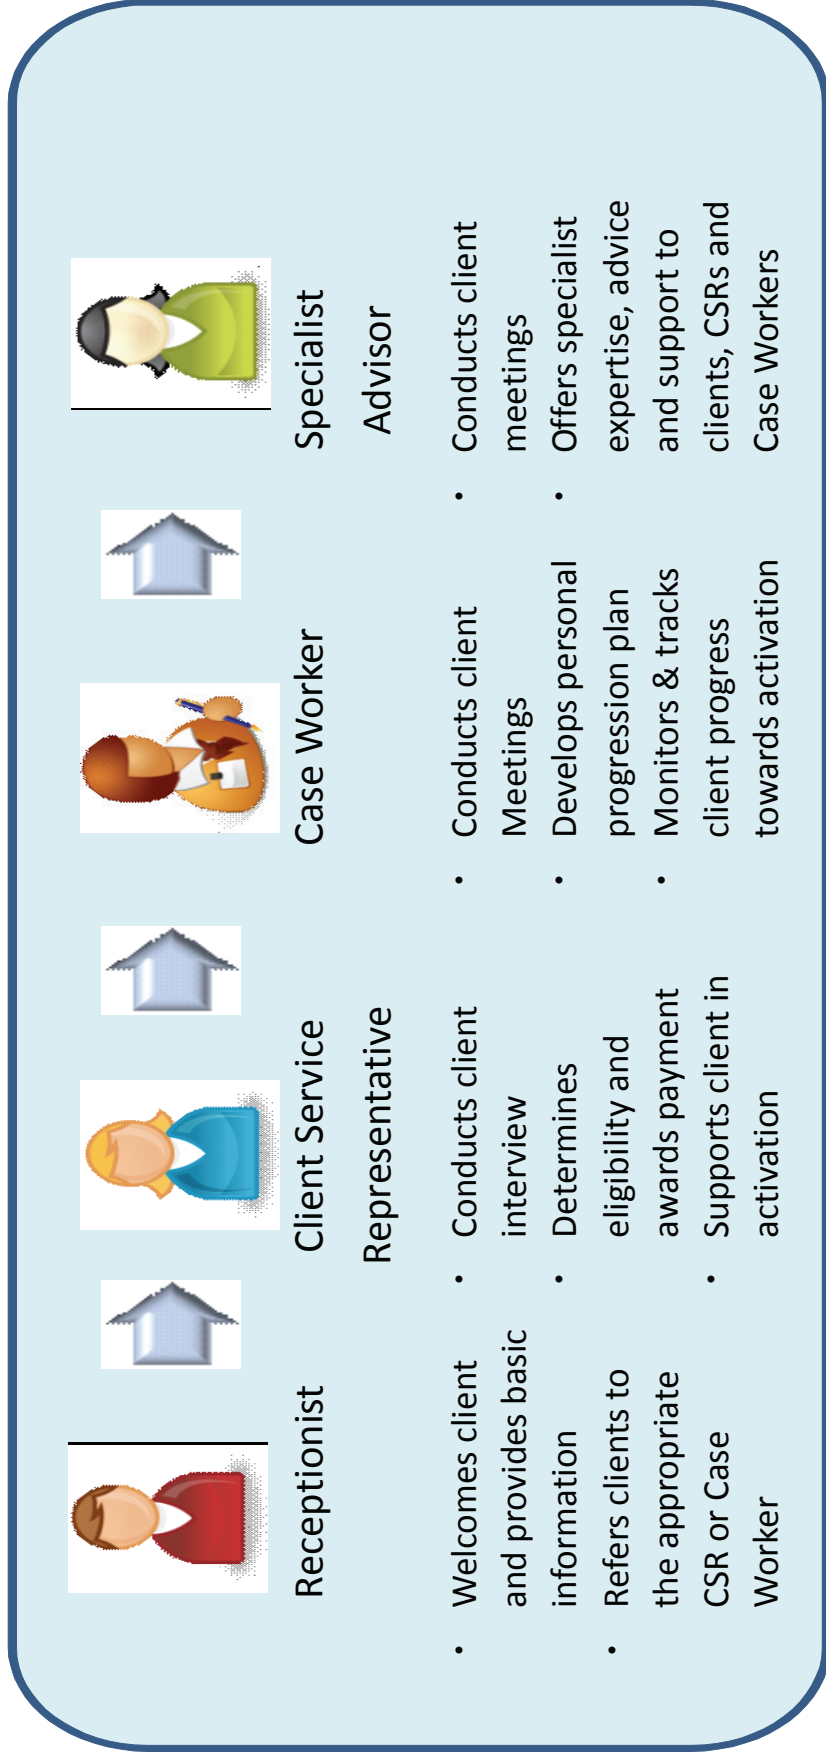 Receptionist
• Welcomes client
and provides basic
information
• Refers clients to
the appropriate
CSR or Case
Worker
Client Service
Representative
• Conducts client
interview
• Determines
eligibility and
awards payment
• Supports client in
activation
Case Worker
• Conducts client
Meetings
• Develops personal
progression plan
• Monitors & tracks
client progress
towards activation
Specialist
Advisor
• Conducts client
meetings
• Offers specialist
expertise, advice
and support to
clients, CSRs and
Case Workers